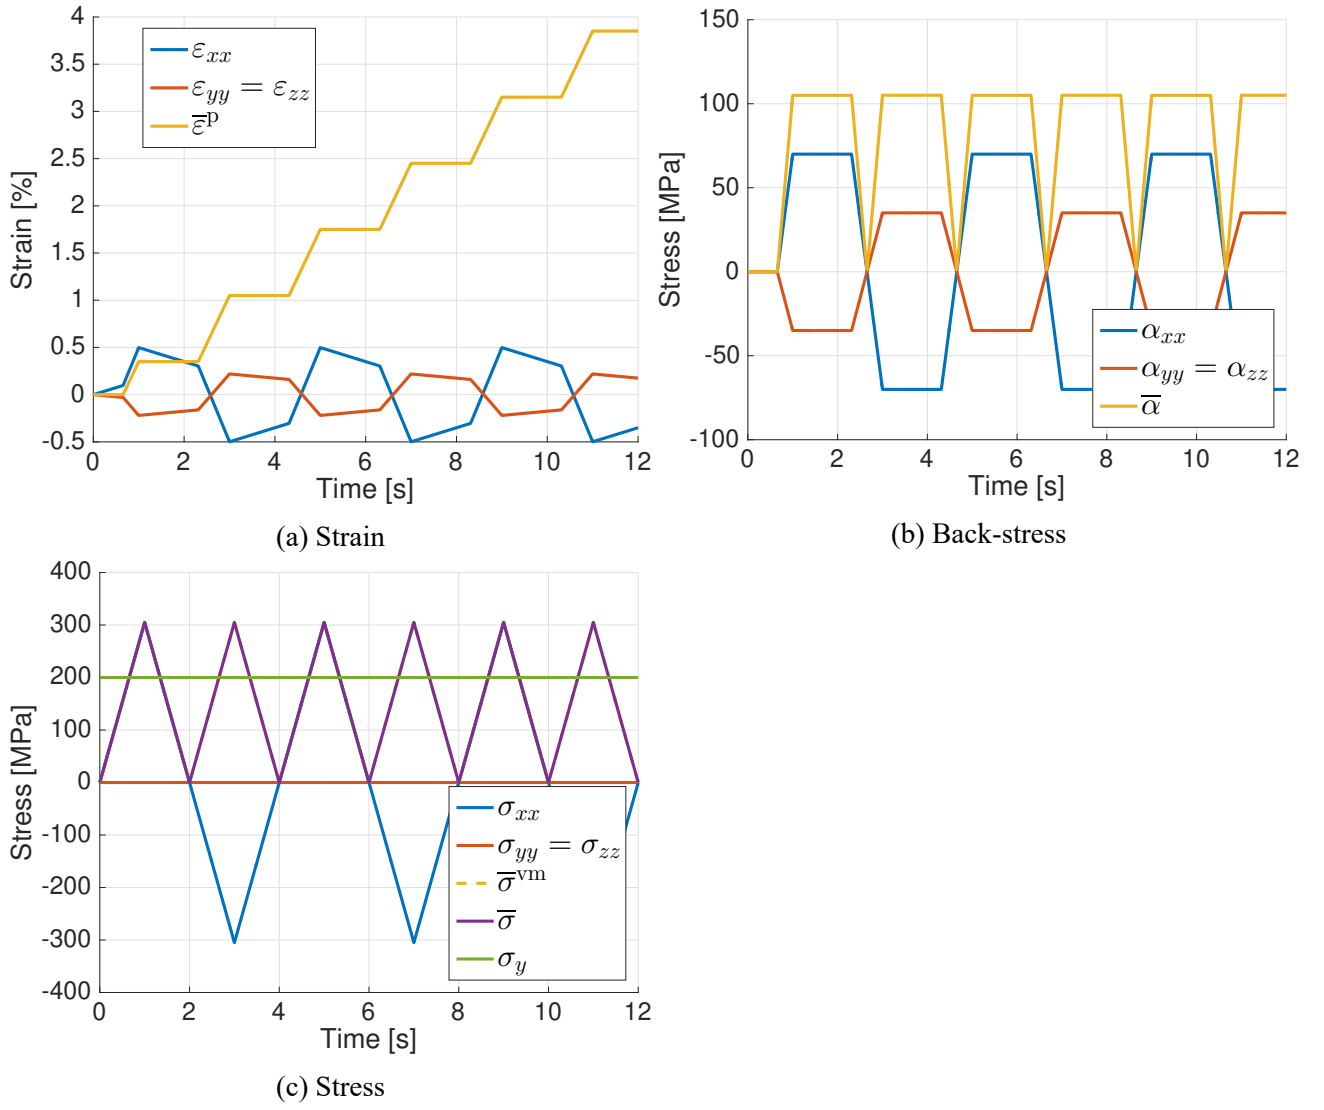 4
3.5
3
2.5
2
1.5
1
0.5
0
-0.5
0 2 4 6 8 10 12
Strain [%]
Time [s]
ε_xx
ε_yy = ε_zz
ε̅^p
(a) Strain
150
100
50
0
-50
-100
0 2 4 6 8 10 12
Stress [MPa]
Time [s]
α_xx
α_yy = α_zz
α̅
(b) Back-stress
400
300
200
100
0
-100
-200
-300
-400
0 2 4 6 8 10 12
Stress [MPa]
Time [s]
σ_xx
σ_yy = σ_zz
σ̅^vm
σ̅
σ_y
(c) Stress